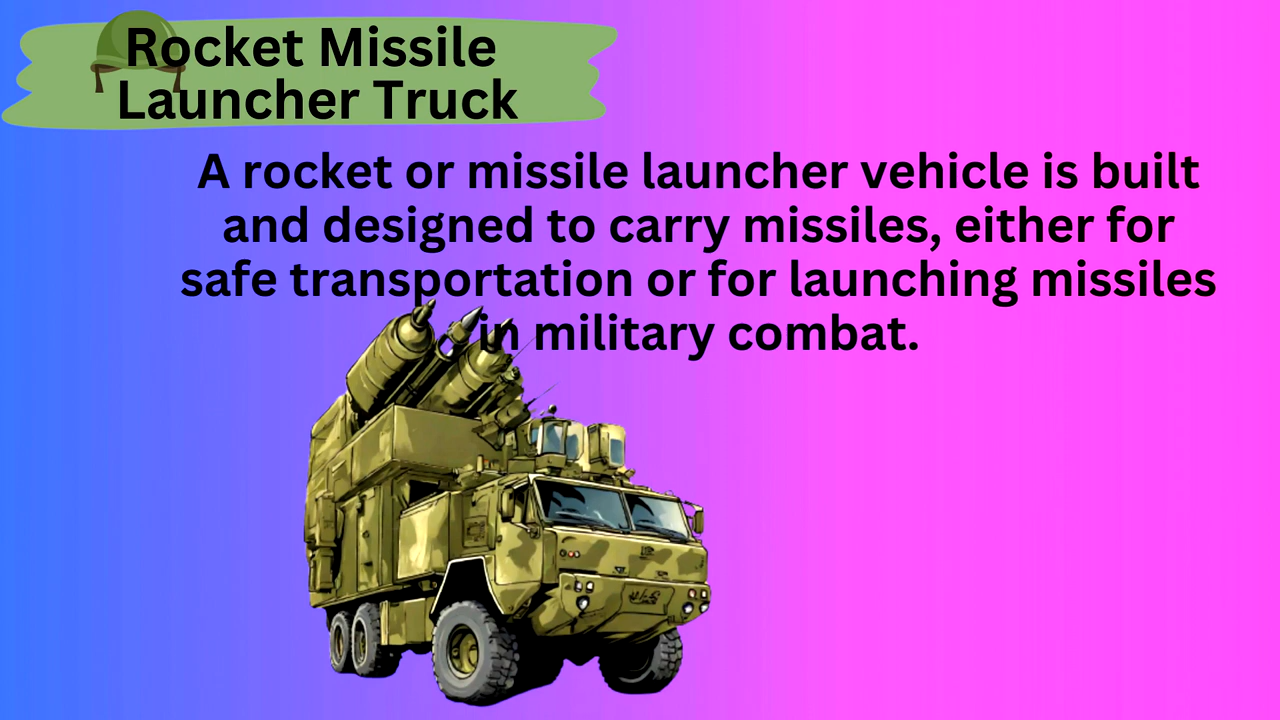 Rocket Missile
Launcher Truck
A rocket or missile launcher vehicle is built
and designed to carry missiles, either for
safe transportation or for launching missiles
in military combat.